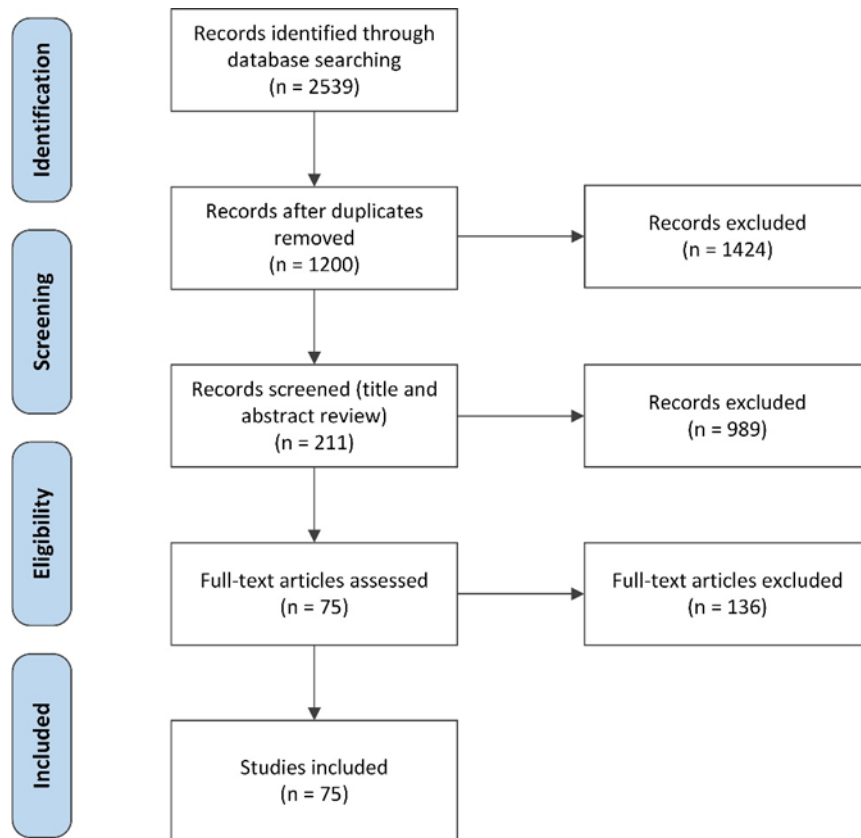 Identification
Records identified through
database searching
(n = 2539)
Records after duplicates
removed
(n = 1200)
Records excluded
(n = 1424)
Screening
Records screened (title and
abstract review)
(n = 211)
Records excluded
(n = 989)
Eligibility
Full-text articles assessed
(n = 75)
Full-text articles excluded
(n = 136)
Included
Studies included
(n = 75)